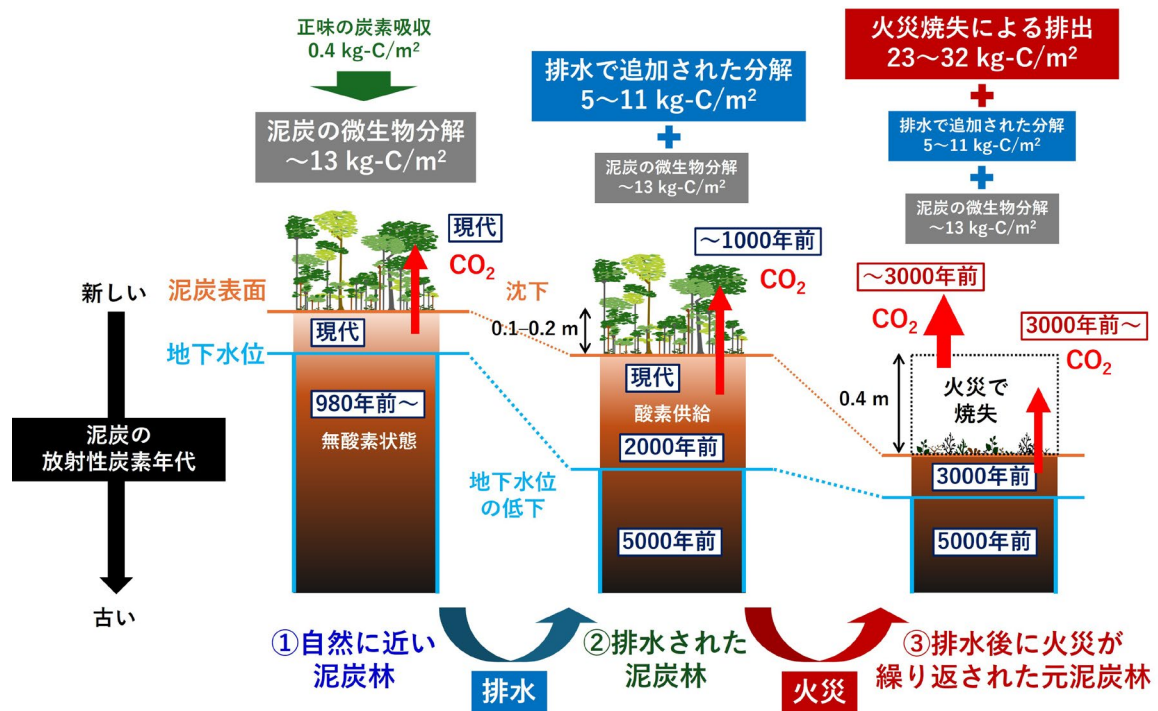 正味の炭素吸収
0.4 kg-C/m²
泥炭の微生物分解
~13 kg-C/m²
排水で追加された分解
5~11 kg-C/m²
+
泥炭の微生物分解
~13 kg-C/m²
火災焼失による排出
23~32 kg-C/m²
+
排水で追加された分解
5~11 kg-C/m²
+
泥炭の微生物分解
~13 kg-C/m²
新しい
泥炭の
放射性炭素年代
古い
泥炭表面
地下水位
現代
CO₂
現代
980年前~
無酸素状態
沈下
0.1–0.2 m
地下水位
の低下
~1000年前
CO₂
現代
酸素供給
2000年前
5000年前
~3000年前
CO₂
3000年前~
CO₂
0.4 m
火災で
焼失
3000年前
5000年前
①自然に近い
泥炭林
排水
②排水された
泥炭林
火災
③排水後に火災が
繰り返された元泥炭林